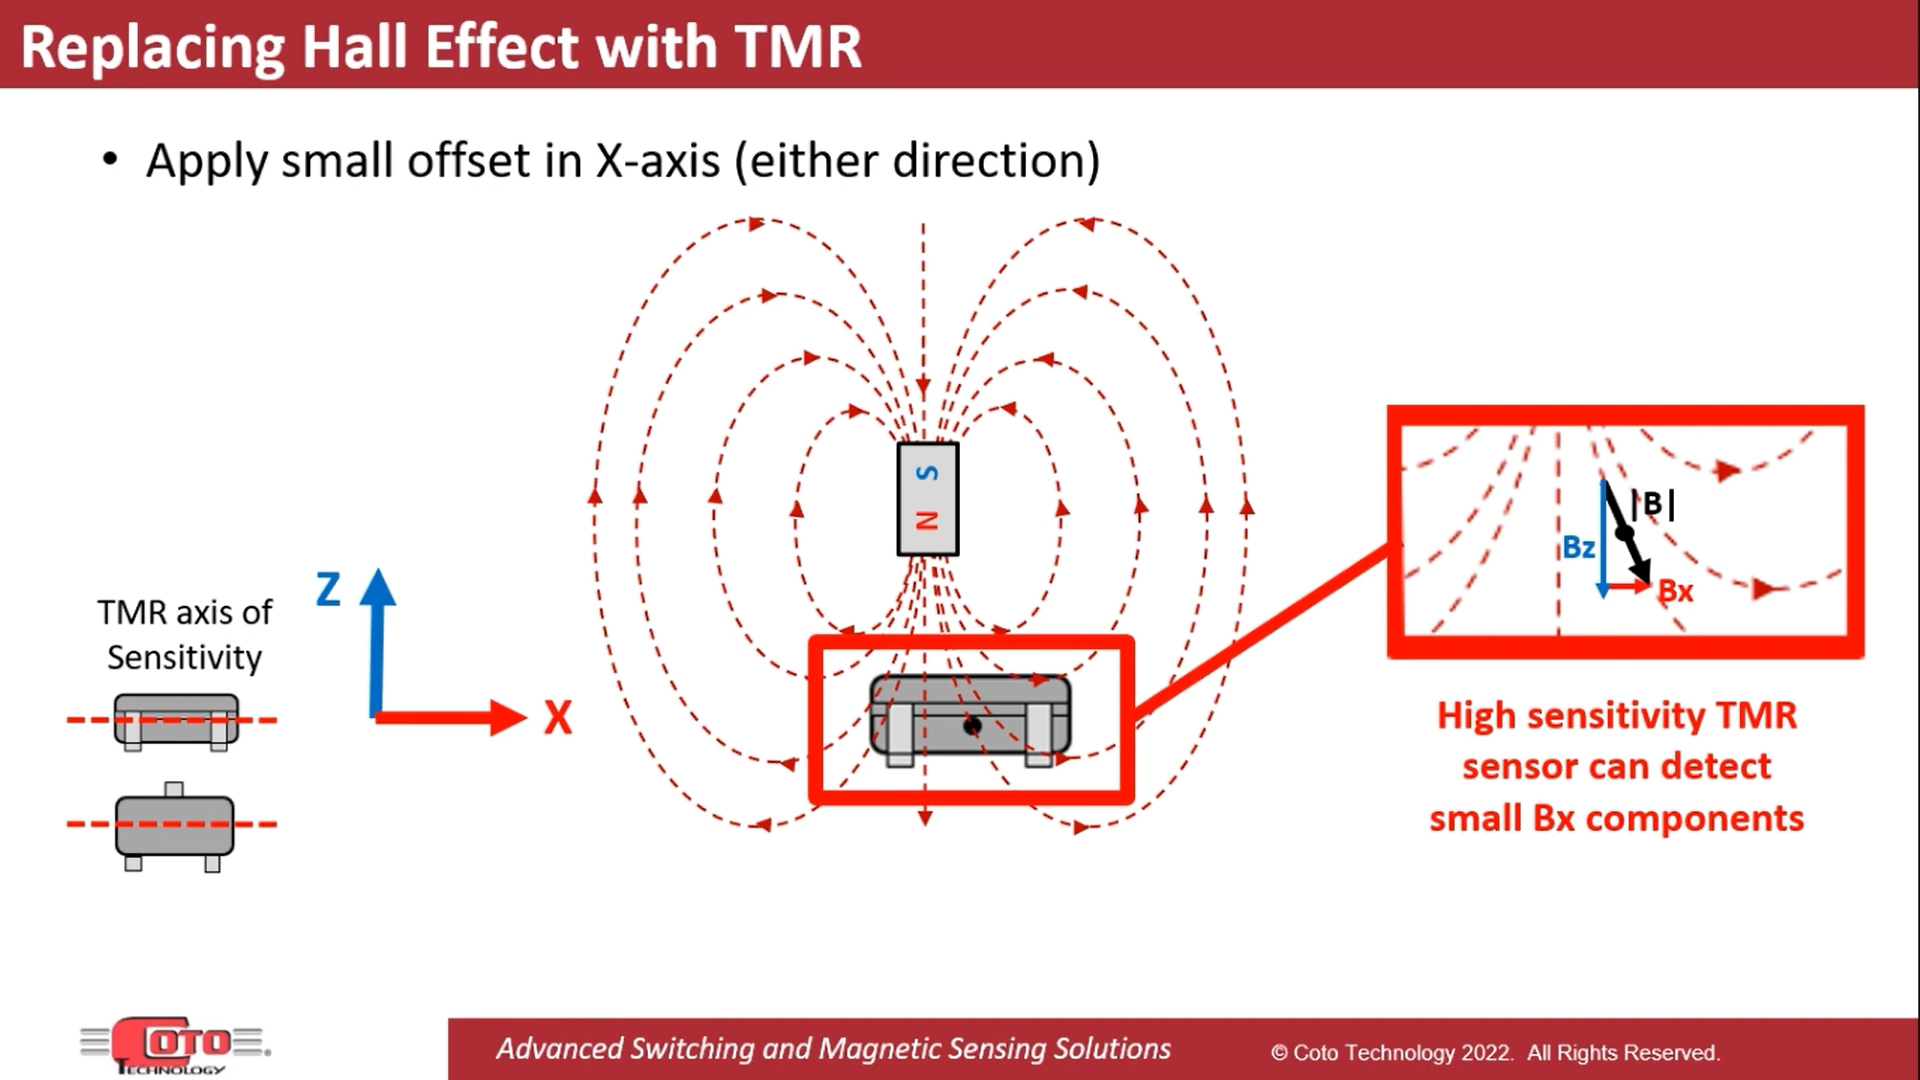 Replacing Hall Effect with TMR
• Apply small offset in X-axis (either direction)
S
N
Z
X
TMR axis of
Sensitivity
|B|
Bz
Bx
High sensitivity TMR
sensor can detect
small Bx components
COTO
TECHNOLOGY
®
Advanced Switching and Magnetic Sensing Solutions
© Coto Technology 2022. All Rights Reserved.